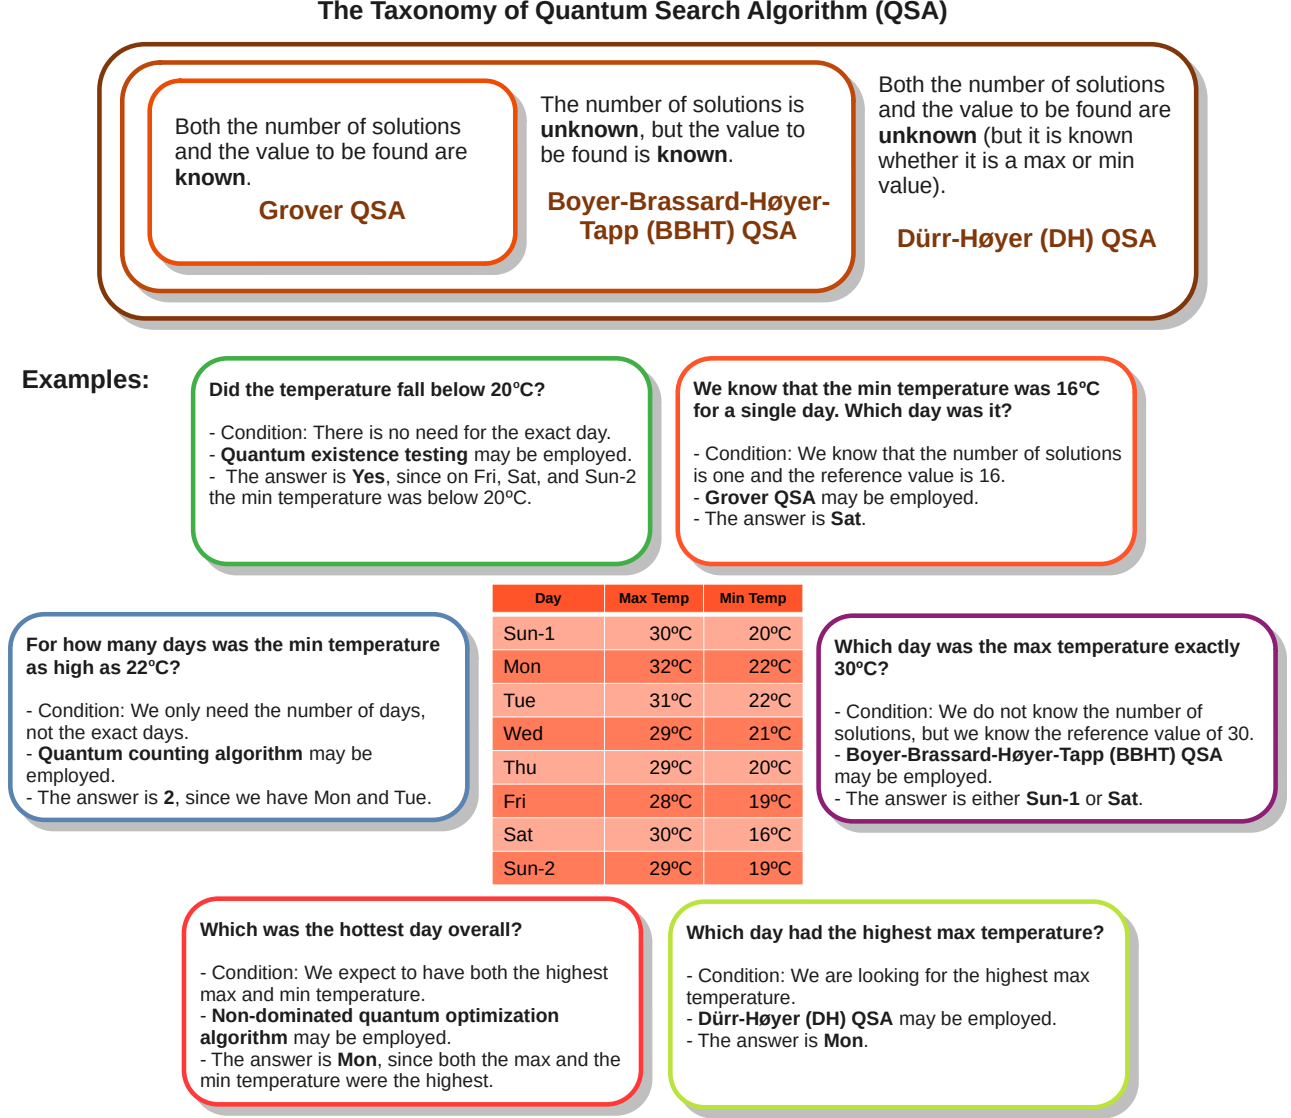 The Taxonomy of Quantum Search Algorithm (QSA)
Both the number of solutions
and the value to be found are
known.
Grover QSA
The number of solutions is
unknown, but the value to
be found is known.
Boyer-Brassard-Høyer-
Tapp (BBHT) QSA
Both the number of solutions
and the value to be found are
unknown (but it is known
whether it is a max or min
value).
Dürr-Høyer (DH) QSA
Examples:
Did the temperature fall below 20ºC?
- Condition: There is no need for the exact day.
- Quantum existence testing may be employed.
- The answer is Yes, since on Fri, Sat, and Sun-2
the min temperature was below 20ºC.
We know that the min temperature was 16ºC
for a single day. Which day was it?
- Condition: We know that the number of solutions
is one and the reference value is 16.
- Grover QSA may be employed.
- The answer is Sat.
For how many days was the min temperature
as high as 22ºC?
- Condition: We only need the number of days,
not the exact days.
- Quantum counting algorithm may be
employed.
- The answer is 2, since we have Mon and Tue.
Day Max Temp Min Temp
Sun-1 30ºC 20ºC
Mon 32ºC 22ºC
Tue 31ºC 22ºC
Wed 29ºC 21ºC
Thu 29ºC 20ºC
Fri 28ºC 19ºC
Sat 30ºC 16ºC
Sun-2 29ºC 19ºC
Which day was the max temperature exactly
30ºC?
- Condition: We do not know the number of
solutions, but we know the reference value of 30.
- Boyer-Brassard-Høyer-Tapp (BBHT) QSA
may be employed.
- The answer is either Sun-1 or Sat.
Which was the hottest day overall?
- Condition: We expect to have both the highest
max and min temperature.
- Non-dominated quantum optimization
algorithm may be employed.
- The answer is Mon, since both the max and the
min temperature were the highest.
Which day had the highest max temperature?
- Condition: We are looking for the highest max
temperature.
- Dürr-Høyer (DH) QSA may be employed.
- The answer is Mon.